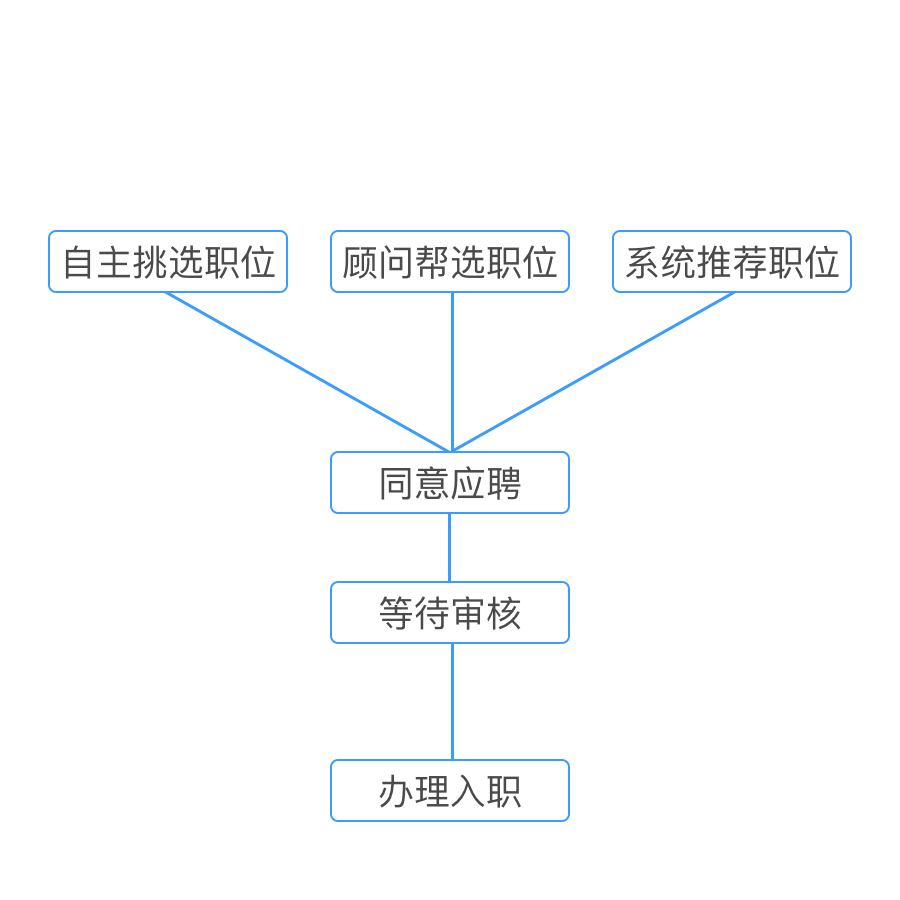 自主挑选职位
顾问帮选职位
系统推荐职位
同意应聘
等待审核
办理入职